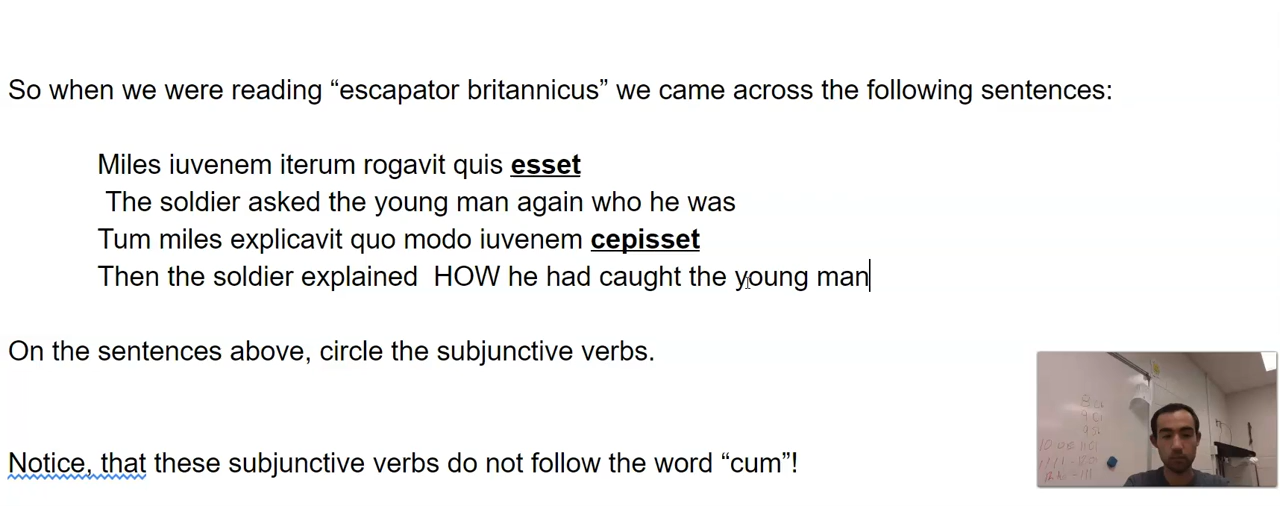 So when we were reading “escapator britannicus” we came across the following sentences:
Miles iuvenem iterum rogavit quis esset
The soldier asked the young man again who he was
Tum miles explicavit quo modo iuvenem cepisset
Then the soldier explained  HOW he had caught the young man
On the sentences above, circle the subjunctive verbs.
Notice, that these subjunctive verbs do not follow the word “cum”!